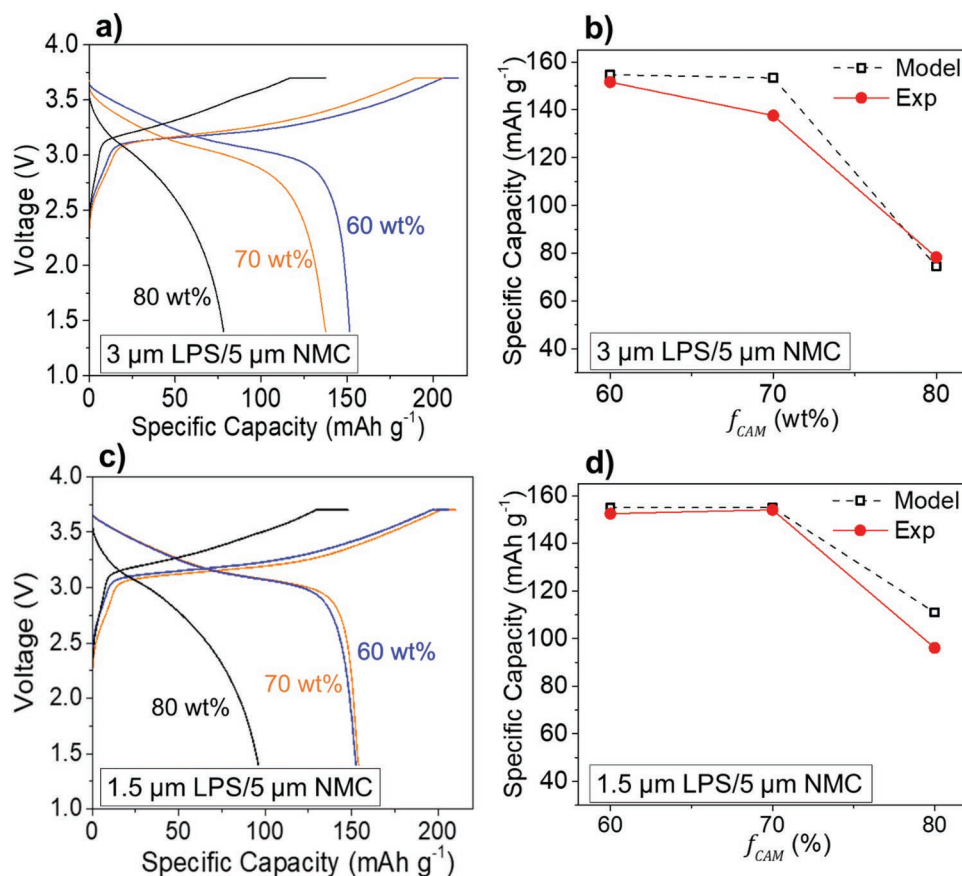 a)
4.0
3.5
3.0
2.5
2.0
1.5
1.0
Voltage (V)
60 wt%
70 wt%
80 wt%
3 µm LPS/5 µm NMC
0 50 100 150 200
Specific Capacity (mAh g-1)
b)
160
140
120
100
80
60
40
Specific Capacity (mAh g-1)
Model
Exp
3 µm LPS/5 µm NMC
60 70 80
fCAM (wt%)
c)
4.0
3.5
3.0
2.5
2.0
1.5
1.0
Voltage (V)
60 wt%
70 wt%
80 wt%
1.5 µm LPS/5 µm NMC
0 50 100 150 200
Specific Capacity (mAh g-1)
d)
160
140
120
100
80
60
40
Specific Capacity (mAh g-1)
Model
Exp
1.5 µm LPS/5 µm NMC
60 70 80
fCAM (%)